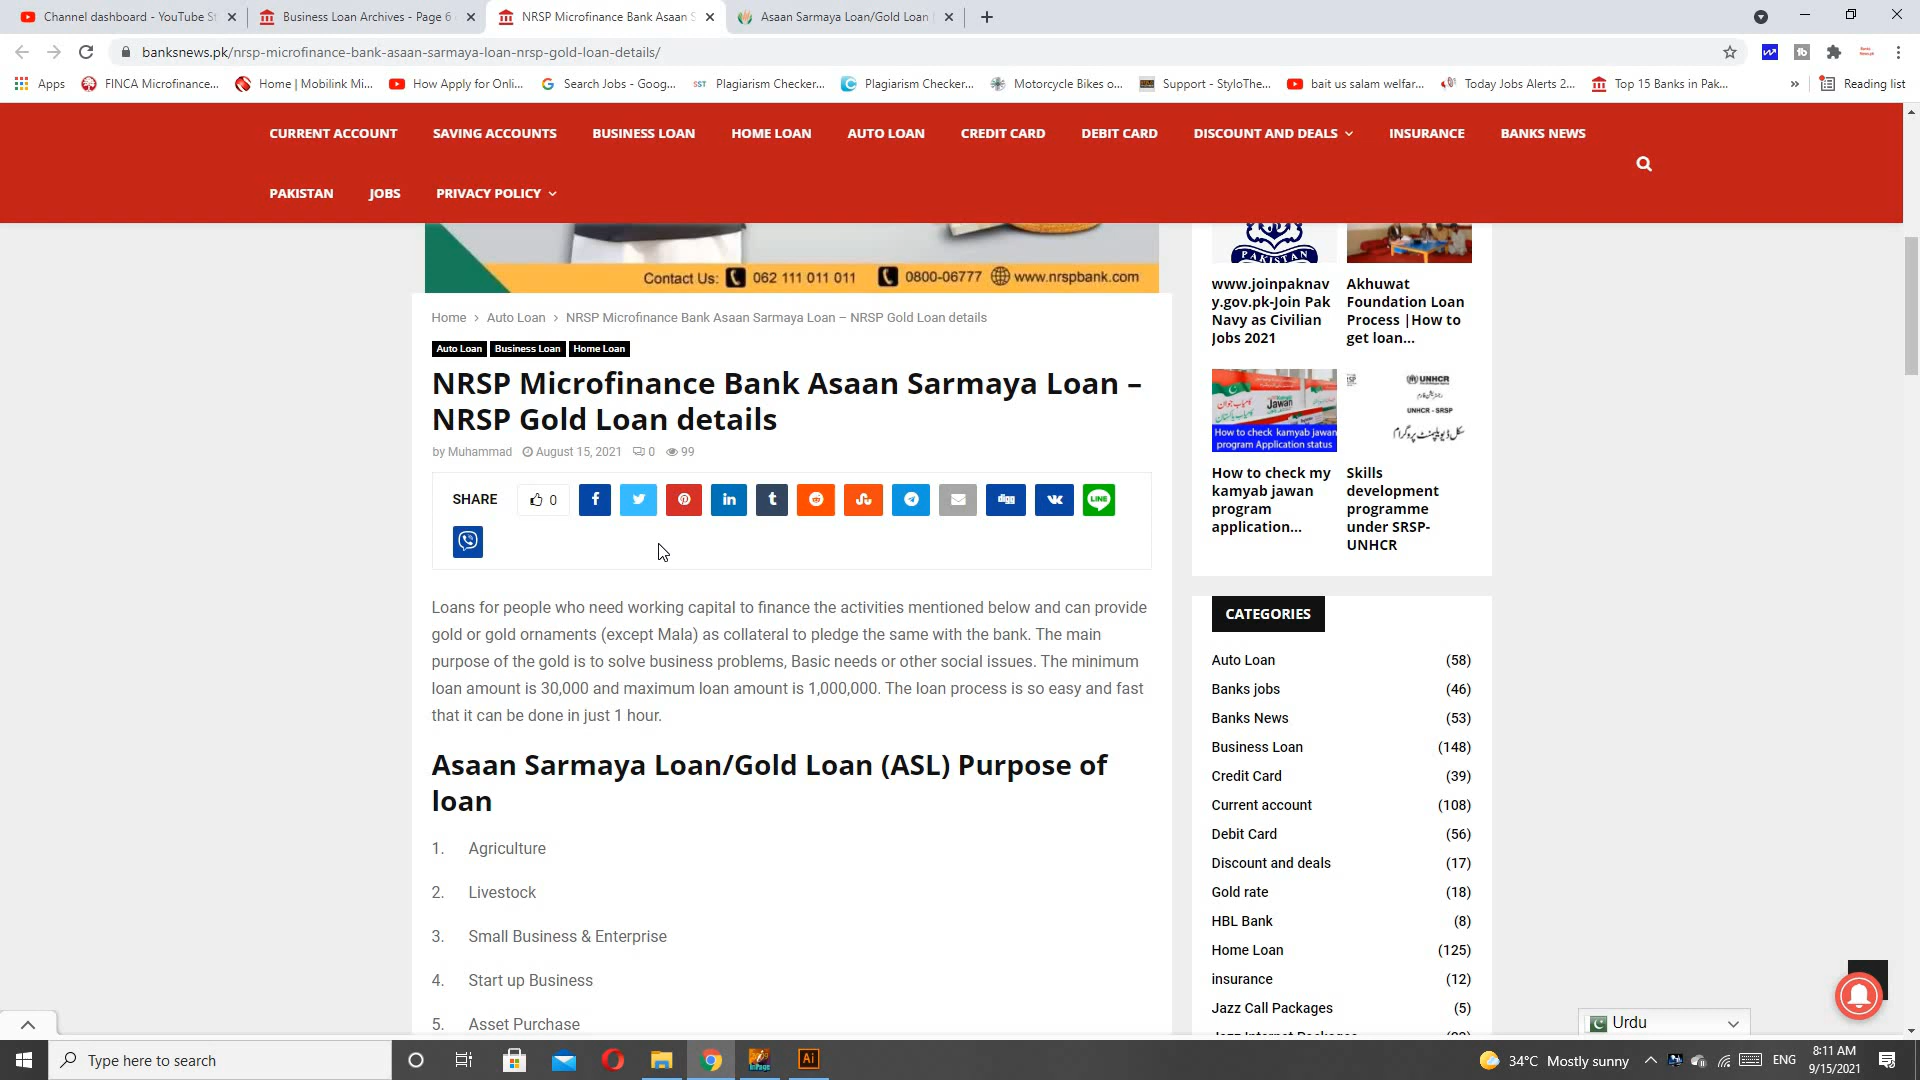 Channel dashboard - YouTube St
Business Loan Archives - Page 6
NRSP Microfinance Bank Asaan S
Asaan Sarmaya Loan/Gold Loan
banksnews.pk/nrsp-microfinance-bank-asaan-sarmaya-loan-nrsp-gold-loan-details/
Apps
FINCA Microfinance...
Home | Mobilink Mi...
How Apply for Onli...
Search Jobs - Goog...
SST
Plagiarism Checker...
Plagiarism Checker...
Motorcycle Bikes o...
Support - StyloThe...
bait us salam welfar...
Today Jobs Alerts 2...
Top 15 Banks in Pak...
»
Reading list
CURRENT ACCOUNT
SAVING ACCOUNTS
BUSINESS LOAN
HOME LOAN
AUTO LOAN
CREDIT CARD
DEBIT CARD
DISCOUNT AND DEALS
INSURANCE
BANKS NEWS
PAKISTAN
JOBS
PRIVACY POLICY
Contact Us: 062 111 011 011 0800-06777 www.nrspbank.com
Home > Auto Loan > NRSP Microfinance Bank Asaan Sarmaya Loan – NRSP Gold Loan details
Auto Loan Business Loan Home Loan
NRSP Microfinance Bank Asaan Sarmaya Loan –
NRSP Gold Loan details
by Muhammad August 15, 2021 0 99
SHARE 0
digg
LINE
Loans for people who need working capital to finance the activities mentioned below and can provide
gold or gold ornaments (except Mala) as collateral to pledge the same with the bank. The main
purpose of the gold is to solve business problems, Basic needs or other social issues. The minimum
loan amount is 30,000 and maximum loan amount is 1,000,000. The loan process is so easy and fast
that it can be done in just 1 hour.
Asaan Sarmaya Loan/Gold Loan (ASL) Purpose of
loan
1. Agriculture
2. Livestock
3. Small Business & Enterprise
4. Start up Business
5. Asset Purchase
PAKISTAN
www.joinpaknav
y.gov.pk-Join Pak
Navy as Civilian
Jobs 2021
Akhuwat
Foundation Loan
Process |How to
get loan...
Jawan
How to check kamyab jawan
program Application status
UNHCR
UNHCR - SRSP
سکل ڈیویلپمنٹ پروگرام
How to check my
kamyab jawan
program
application...
Skills
development
programme
under SRSP-
UNHCR
CATEGORIES
Auto Loan (58)
Banks jobs (46)
Banks News (53)
Business Loan (148)
Credit Card (39)
Current account (108)
Debit Card (56)
Discount and deals (17)
Gold rate (18)
HBL Bank (8)
Home Loan (125)
insurance (12)
Jazz Call Packages (5)
Urdu
Type here to search
Ai
34°C Mostly sunny
ENG
8:11 AM
9/15/2021